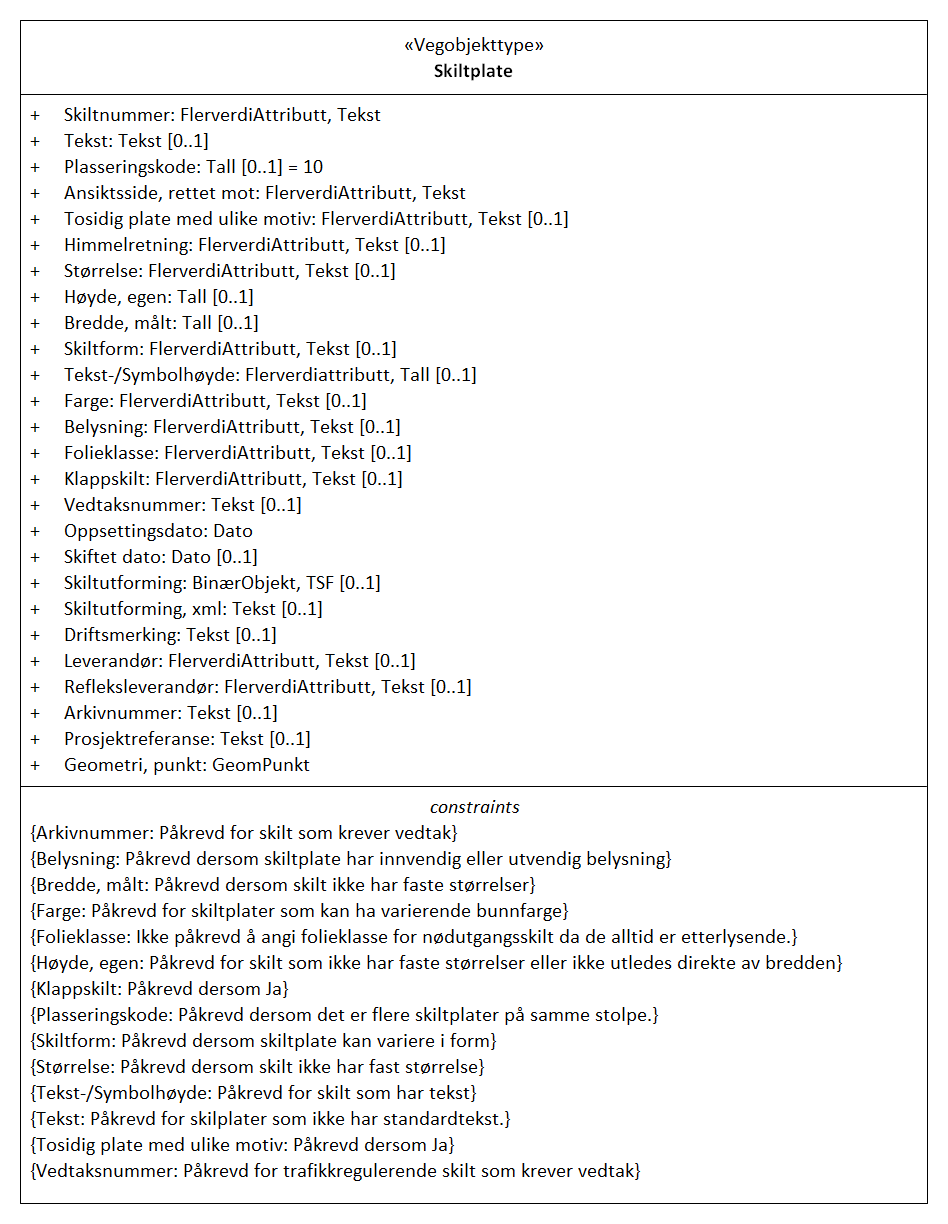 «Vegobjekttype»
Skiltplate
+ Skiltnummer: FlerverdiAttributt, Tekst
+ Tekst: Tekst [0..1]
+ Plasseringskode: Tall [0..1] = 10
+ Ansiktsside, rettet mot: FlerverdiAttributt, Tekst
+ Tosidig plate med ulike motiv: FlerverdiAttributt, Tekst [0..1]
+ Himmelretning: FlerverdiAttributt, Tekst [0..1]
+ Størrelse: FlerverdiAttributt, Tekst [0..1]
+ Høyde, egen: Tall [0..1]
+ Bredde, målt: Tall [0..1]
+ Skiltform: FlerverdiAttributt, Tekst [0..1]
+ Tekst-/Symbolhøyde: Flerverdiattributt, Tall [0..1]
+ Farge: FlerverdiAttributt, Tekst [0..1]
+ Belysning: FlerverdiAttributt, Tekst [0..1]
+ Folieklasse: FlerverdiAttributt, Tekst [0..1]
+ Klappskilt: FlerverdiAttributt, Tekst [0..1]
+ Vedtaksnummer: Tekst [0..1]
+ Oppsettingsdato: Dato
+ Skiftet dato: Dato [0..1]
+ Skiltutforming: BinærObjekt, TSF [0..1]
+ Skiltutforming, xml: Tekst [0..1]
+ Driftsmerking: Tekst [0..1]
+ Leverandør: FlerverdiAttributt, Tekst [0..1]
+ Refleksleverandør: FlerverdiAttributt, Tekst [0..1]
+ Arkivnummer: Tekst [0..1]
+ Prosjektreferanse: Tekst [0..1]
+ Geometri, punkt: GeomPunkt
constraints
{Arkivnummer: Påkrevd for skilt som krever vedtak}
{Belysning: Påkrevd dersom skiltplate har innvendig eller utvendig belysning}
{Bredde, målt: Påkrevd dersom skilt ikke har faste størrelser}
{Farge: Påkrevd for skiltplater som kan ha varierende bunnfarge}
{Folieklasse: Ikke påkrevd å angi folieklasse for nødutgangsskilt da de alltid er etterlysende.}
{Høyde, egen: Påkrevd for skilt som ikke har faste størrelser eller ikke utledes direkte av bredden}
{Klappskilt: Påkrevd dersom Ja}
{Plasseringskode: Påkrevd dersom det er flere skiltplater på samme stolpe.}
{Skiltform: Påkrevd dersom skiltplate kan variere i form}
{Størrelse: Påkrevd dersom skilt ikke har fast størrelse}
{Tekst-/Symbolhøyde: Påkrevd for skilt som har tekst}
{Tekst: Påkrevd for skilplater som ikke har standardtekst.}
{Tosidig plate med ulike motiv: Påkrevd dersom Ja}
{Vedtaksnummer: Påkrevd for trafikkregulerende skilt som krever vedtak}